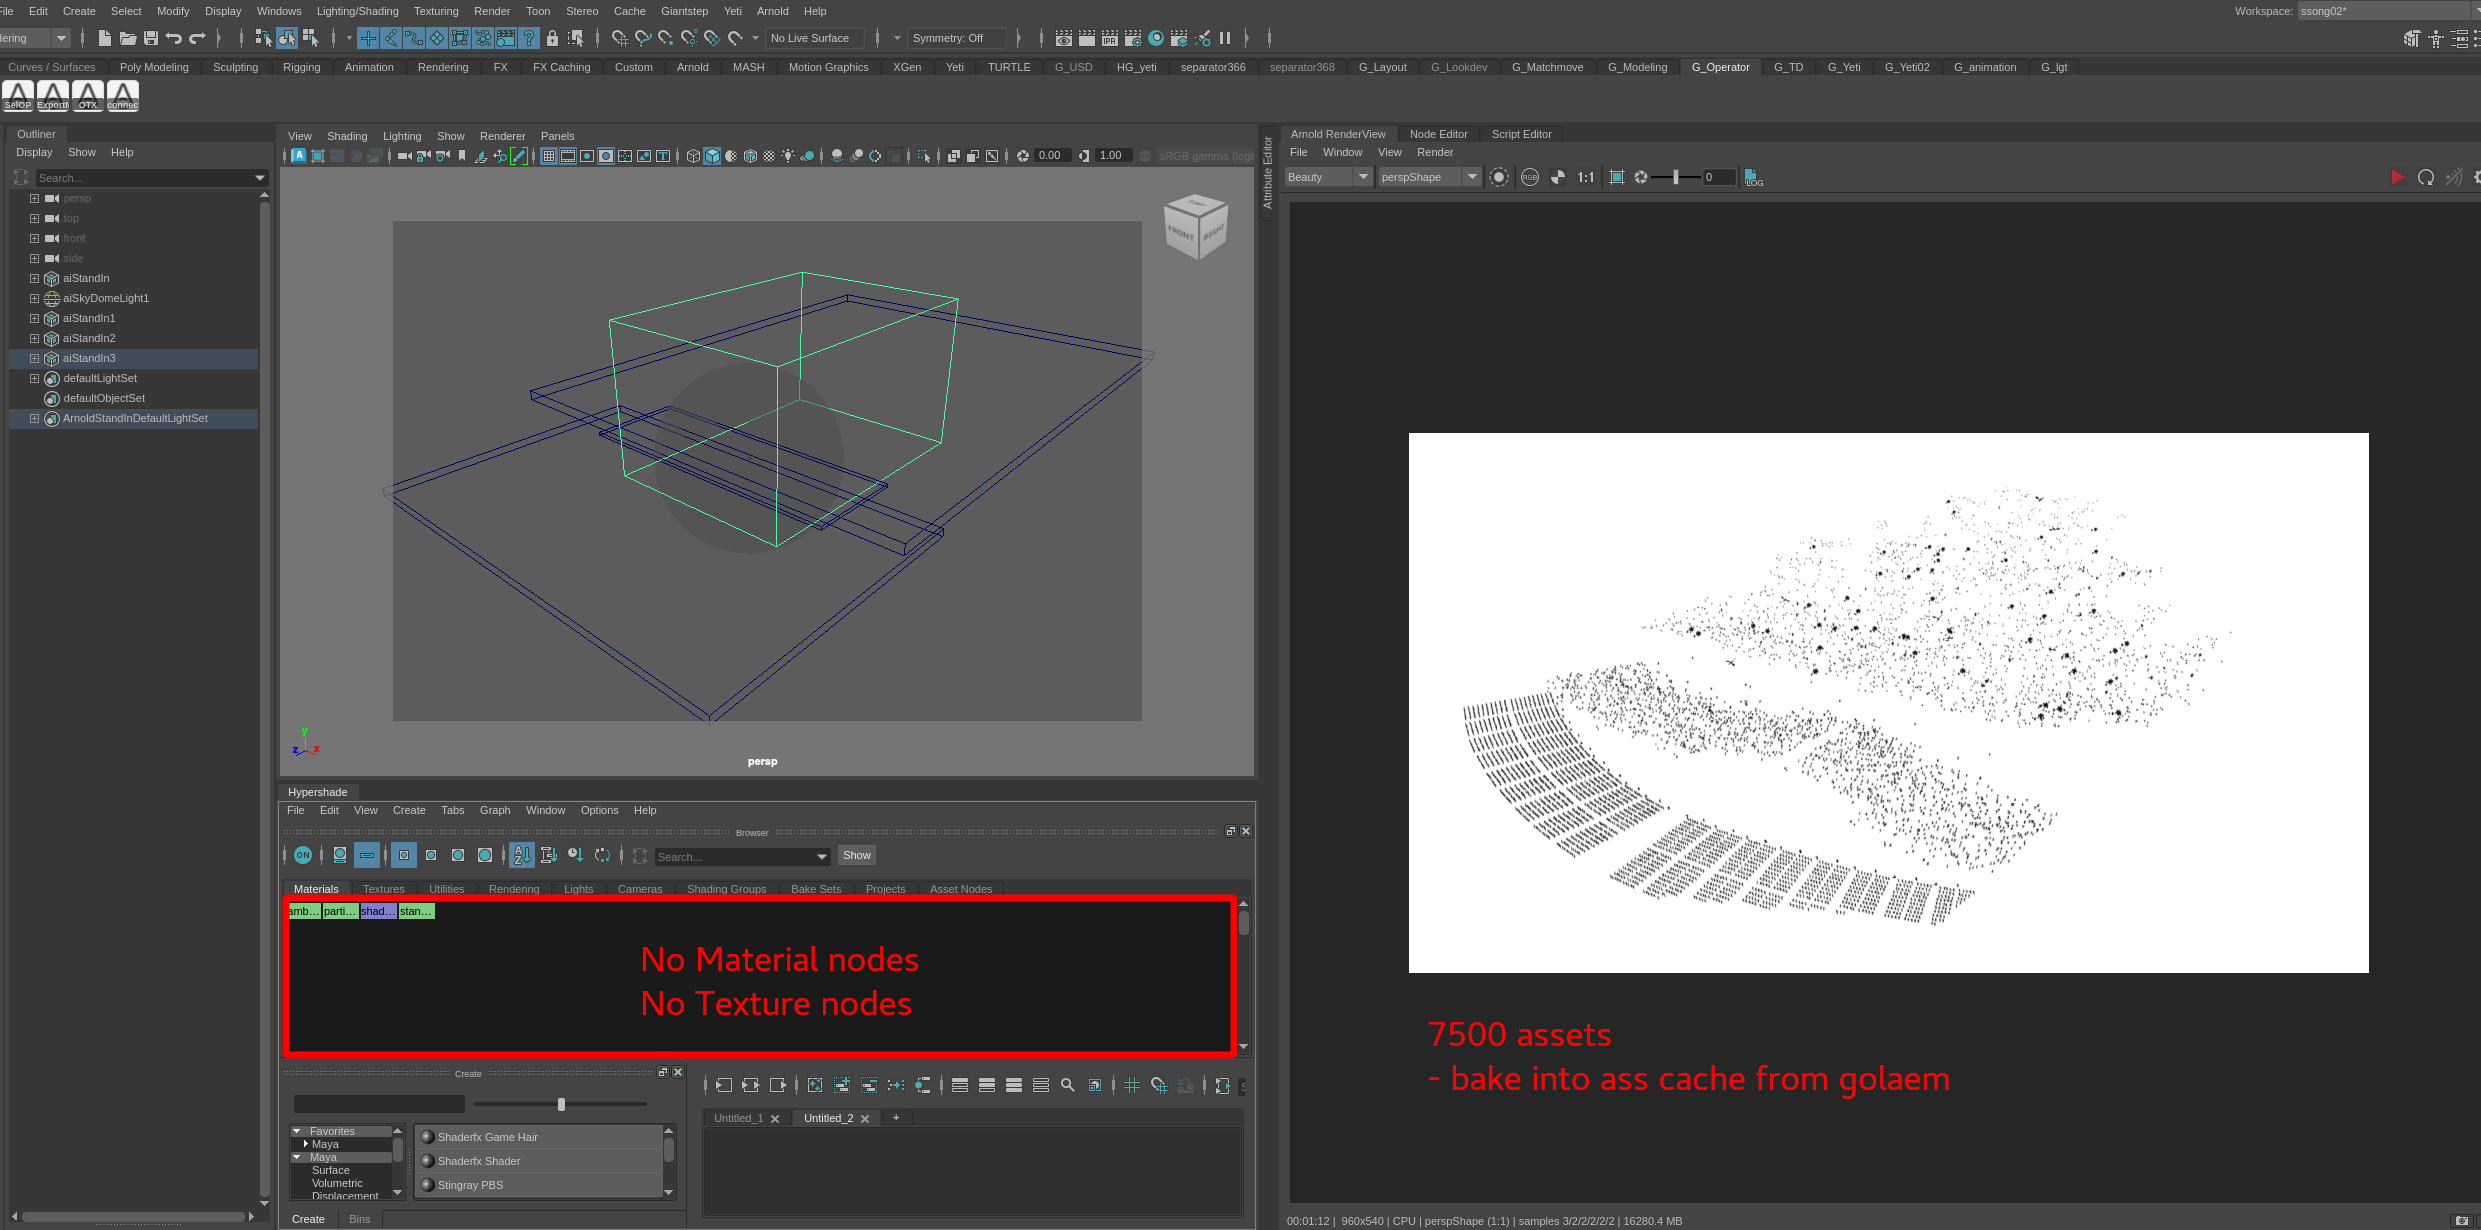 File Edit Create Select Modify Display Windows Lighting/Shading Texturing Render Toon Stereo Cache Giantstep Yeti Arnold Help
Workspace: ssong02*
No Live Surface
Symmetry: Off
IPR
Curves / Surfaces Poly Modeling Sculpting Rigging Animation Rendering FX FX Caching Custom Arnold MASH Motion Graphics XGen Yeti TURTLE G_USD HG_yeti separator366 separator368 G_Layout G_Lookdev G_Matchmove G_Modeling G_Operator G_TD G_Yeti G_Yeti02 G_animation G_lgt
SelOP OTX connec
Outliner
Display Show Help
Search...
persp
top
front
side
aiStandIn
aiSkyDomeLight1
aiStandIn1
aiStandIn2
aiStandIn3
defaultLightSet
defaultObjectSet
ArnoldStandInDefaultLightSet
View Shading Lighting Show Renderer Panels
0.00 1.00 sRGB gamma (lega
FRONT RIGHT
y
z x
persp
Attribute Editor
Hypershade
File Edit View Create Tabs Graph Window Options Help
Browser
ON
Search...
Show
Materials Textures Utilities Rendering Lights Cameras Shading Groups Bake Sets Projects Asset Nodes
amb... parti... shad... stan...
No Material nodes
No Texture nodes
Create
Favorites
Maya
Maya
Surface
Volumetric
Displacement
Shaderfx Game Hair
Shaderfx Shader
Stingray PBS
Create Bins
Untitled_1 Untitled_2 +
Arnold RenderView Node Editor Script Editor
File Window View Render
Beauty perspShape RGB 1:1 0 LOG
7500 assets
- bake into ass cache from golaem
00:01:12 | 960x540 | CPU | perspShape (1:1) | samples 3/2/2/2/2/2 | 16280.4 MB